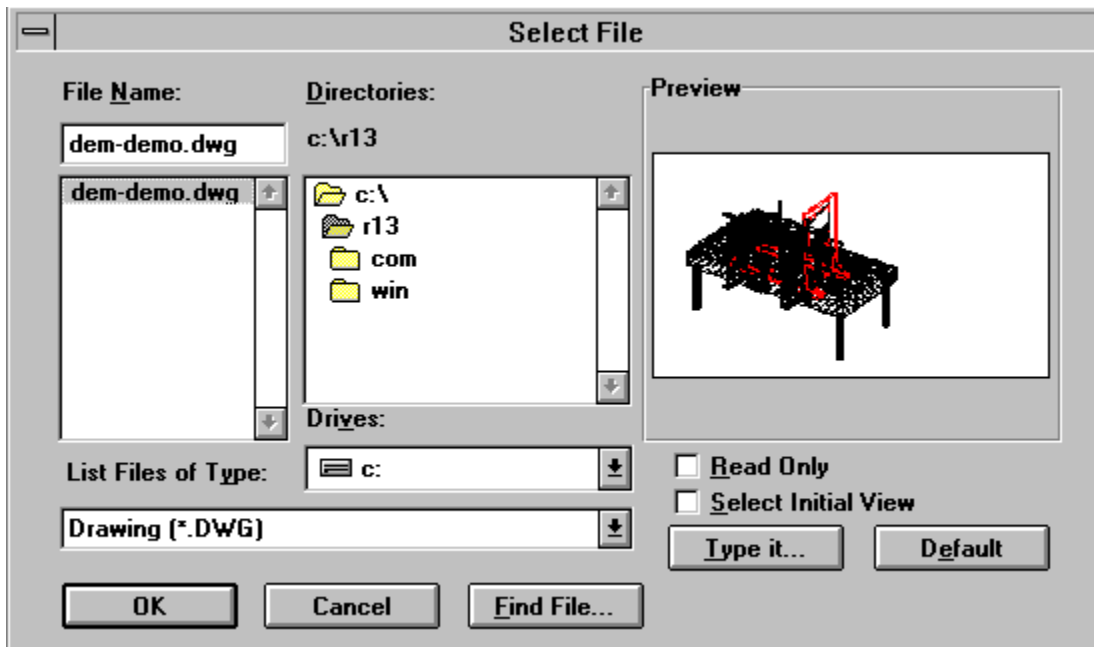 Select File
File Name:
dem-demo.dwg
dem-demo.dwg
Directories:
c:\r13
c:\
r13
com
win
Preview
List Files of Type:
Drawing (*.DWG)
Drives:
c:
Read Only
Select Initial View
Type it...
Default
OK
Cancel
Find File...